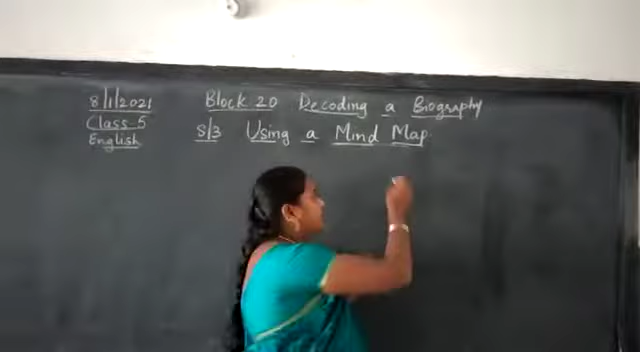 8/1/2021
Class-5
English
Block 20 Decoding a Biography
S/3 Using a Mind Map.